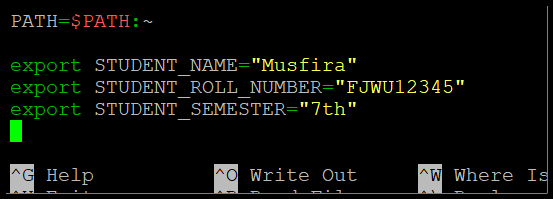 PATH=$PATH:~
export STUDENT_NAME="Musfira"
export STUDENT_ROLL_NUMBER="FJWU12345"
export STUDENT_SEMESTER="7th"
^G Help ^O Write Out ^W Where Is